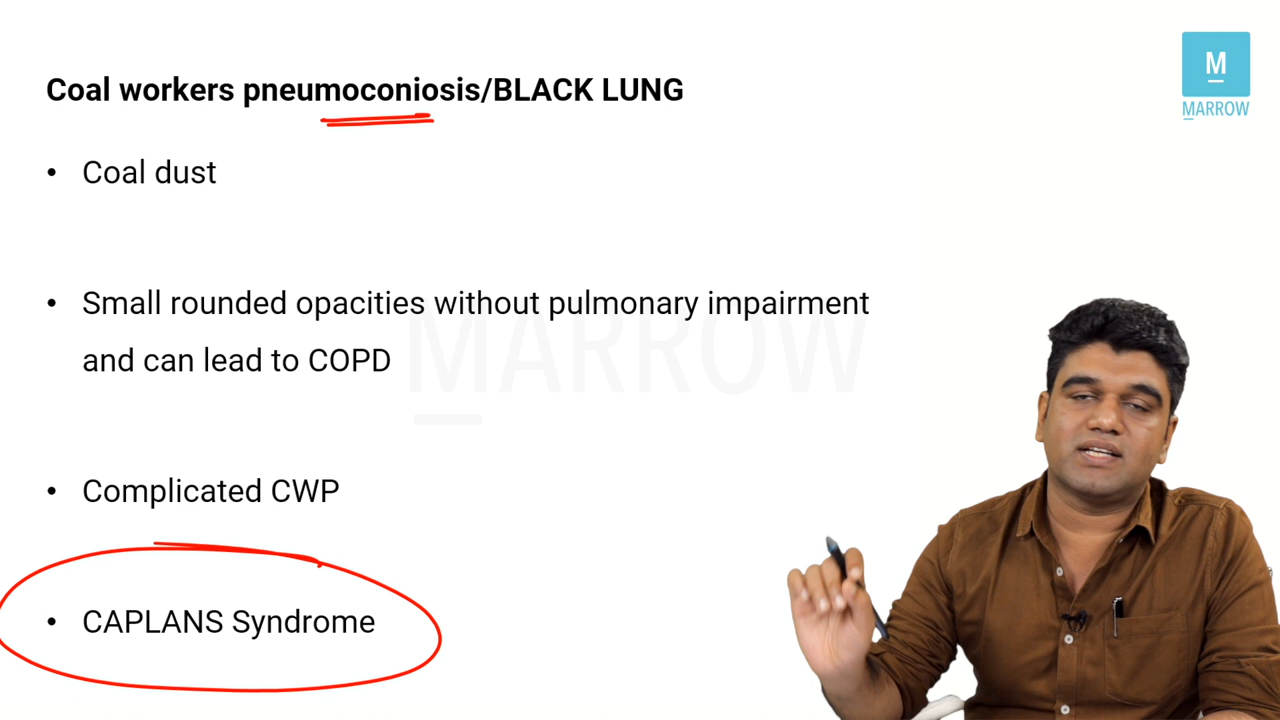 Coal workers pneumoconiosis/BLACK LUNG
M
MARROW
• Coal dust
• Small rounded opacities without pulmonary impairment
and can lead to COPD
MARROW
• Complicated CWP
• CAPLANS Syndrome